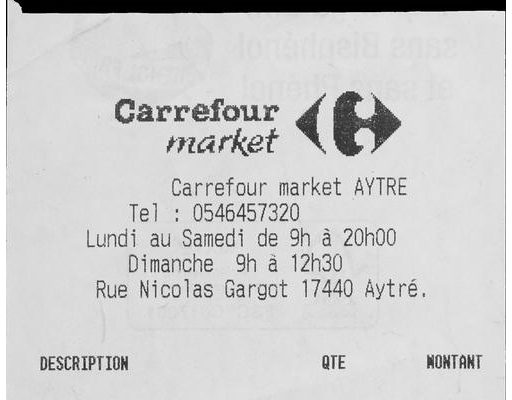 sans Bisphénol
et sans Phénol
Carrefour
market
Carrefour market AYTRE
Tel : 0546457320
Lundi au Samedi de 9h à 20h00
Dimanche 9h à 12h30
Rue Nicolas Gargot 17440 Aytré.
DESCRIPTION QTE MONTANT